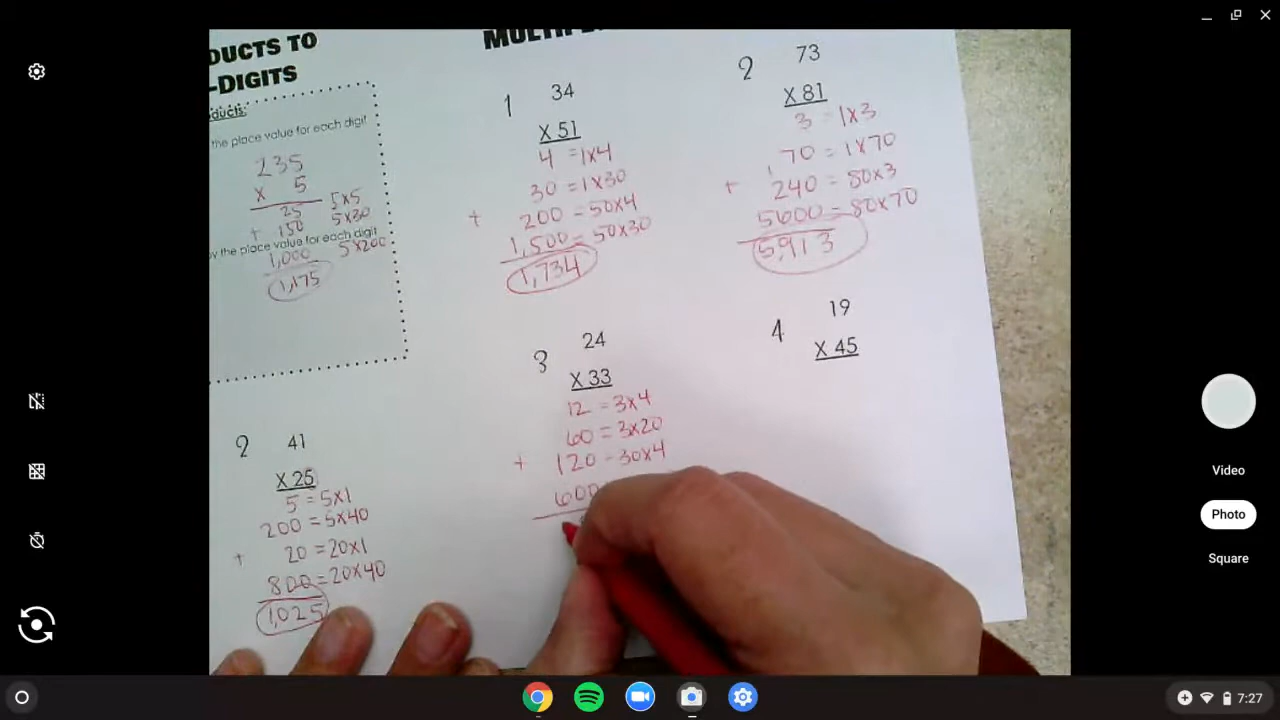 DUCTS TO
-DIGITS
ducts:
the place value for each digit
235
x 5
25 5x5
+ 150 5x30
w the place value for each digit
1,000 5x200
1,175
2 41
X 25
5 = 5x1
200 = 5x40
+ 20 = 20x1
800 = 20x40
1,025
1 34
X 51
4 = 1x4
30 = 1x30
+ 200 = 50x4
1,500 = 50x30
1,734
2 73
X 81
3 = 1x3
70 = 1x70
+ 240 = 80x3
5600 = 80x70
5,913
3 24
X 33
12 = 3x4
60 = 3x20
+ 120 - 30x4
600
4 19
X 45
Video
Photo
Square
7:27